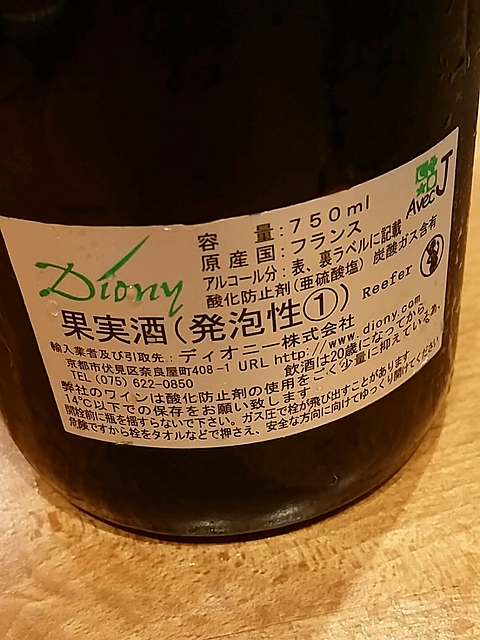 Avec J
Diony
容量:750ml
原産国:フランス
アルコール分:表、裏ラベルに記載
酸化防止剤(亜硫酸塩) 炭酸ガス含有
果実酒(発泡性①) Reefer
輸入業者及び引取先:ディオニー株式会社
京都市伏見区奈良屋町408-1 URL http://www.diony.com
TEL (075) 622-0850 飲酒は20歳になってから。
弊社のワインは酸化防止剤の使用をごく少量に抑えている為、
14℃以下での保存をお願い致します。
開栓前に瓶を揺すらないで下さい。ガス圧で栓が飛び出すことがあります。
危険ですから栓をタオルなどで押さえ、安全な方向に向けてゆっくり開けてください